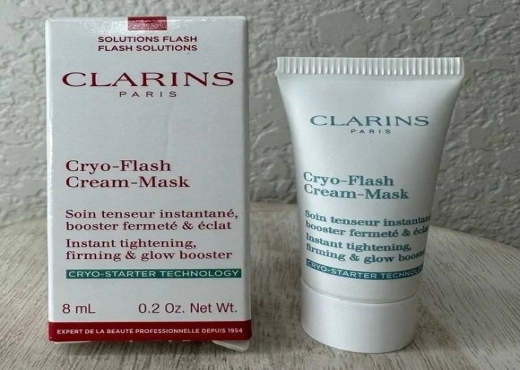 SOLUTIONS FLASH
FLASH SOLUTIONS
CLARINS
PARIS
Cryo-Flash
Cream-Mask
Soin tenseur instantané,
booster fermeté & éclat
Instant tightening,
firming & glow booster
CRYO-STARTER TECHNOLOGY
8 mL 0.2 Oz. Net Wt.
EXPERT DE LA BEAUTÉ PROFESSIONNELLE DEPUIS 1954
CLARINS
PARIS
Cryo-Flash
Cream-Mask
Soin tenseur instantané
booster fermeté & éclat
Instant tightening,
firming & glow booster
CRYO-STARTER TECHNOLO